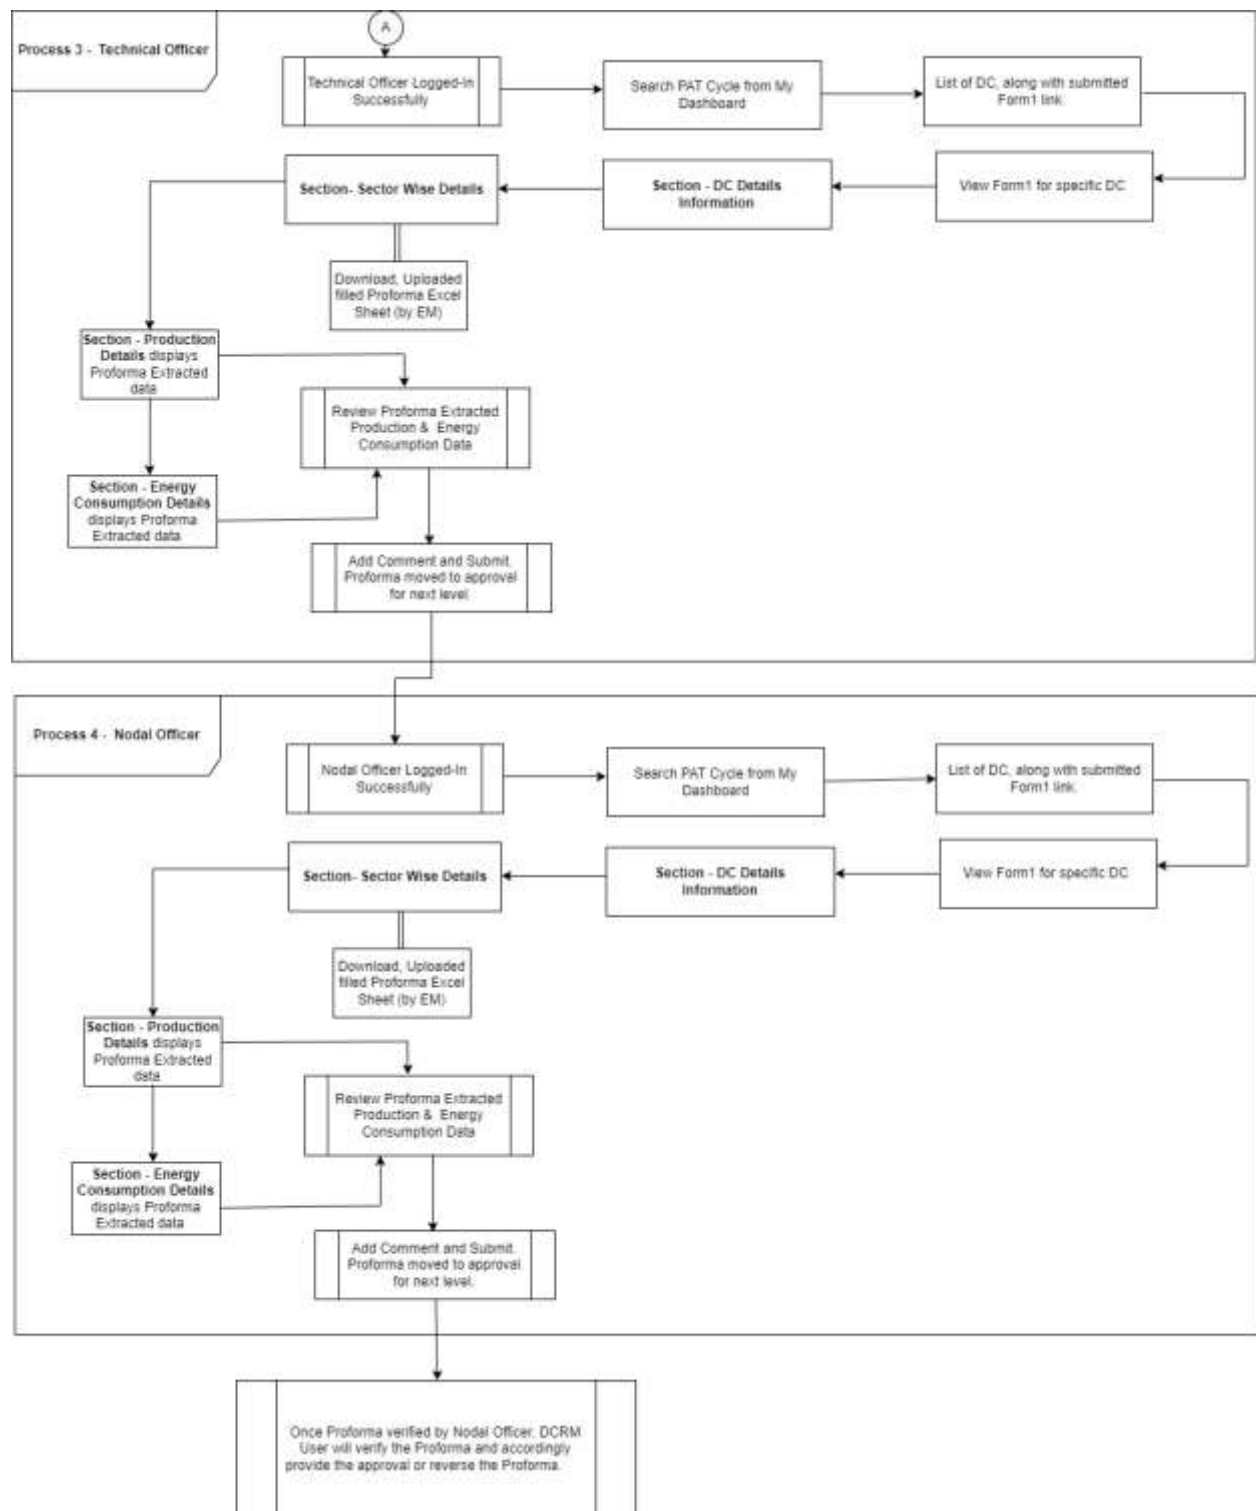 A
Process 3 - Technical Officer
Technical Officer Logged-In
Successfully
Search PAT Cycle from My
Dashboard
List of DC, along with submitted
Form1 link.
View Form1 for specific DC
Section - DC Details
Information
Section- Sector Wise Details
Download, Uploaded
filled Proforma Excel
Sheet (by EM)
Section - Production
Details displays
Proforma Extracted
data
Review Proforma Extracted
Production & Energy
Consumption Data
Section - Energy
Consumption Details
displays Proforma
Extracted data
Add Comment and Submit.
Proforma moved to approval
for next level.
Process 4 - Nodal Officer
Nodal Officer Logged-In
Successfully
Search PAT Cycle from My
Dashboard
List of DC, along with submitted
Form1 link.
View Form1 for specific DC
Section - DC Details
Information
Section- Sector Wise Details
Download, Uploaded
filled Proforma Excel
Sheet (by EM)
Section - Production
Details displays
Proforma Extracted
data
Review Proforma Extracted
Production & Energy
Consumption Data
Section - Energy
Consumption Details
displays Proforma
Extracted data
Add Comment and Submit.
Proforma moved to approval
for next level.
Once Proforma verified by Nodal Officer, DCRM
User will verify the Proforma and accordingly
provide the approval or reverse the Proforma.